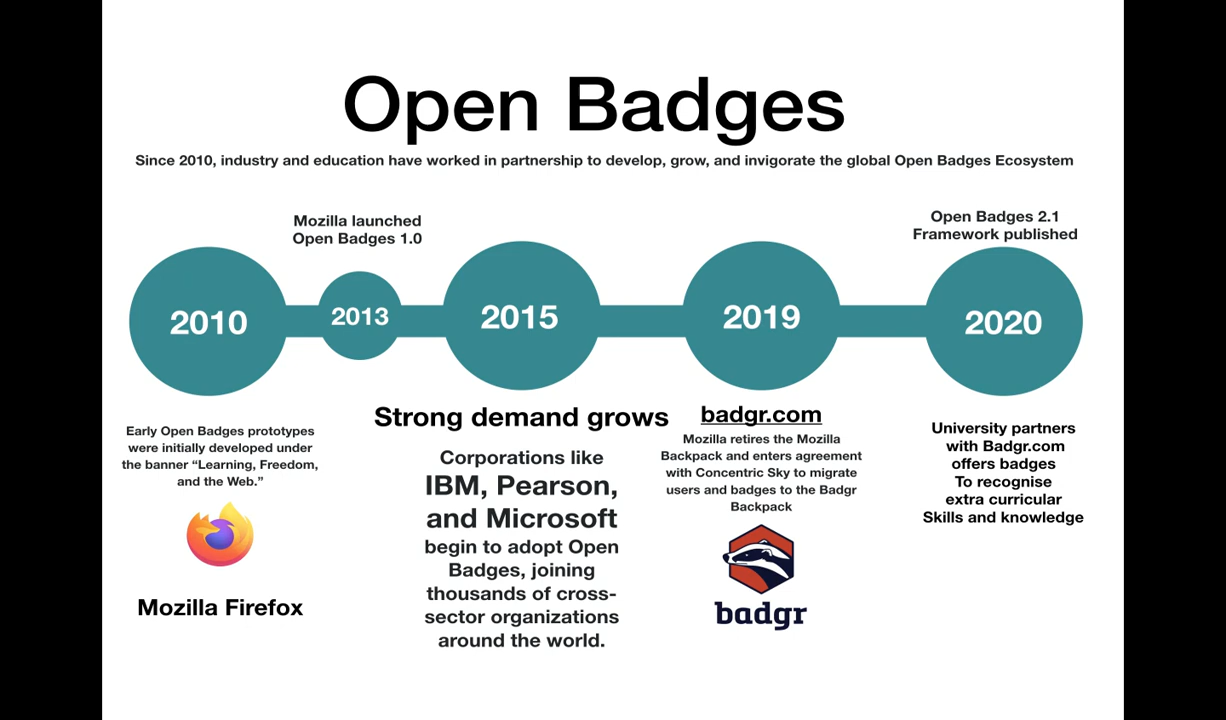 Open Badges
Since 2010, industry and education have worked in partnership to develop, grow, and invigorate the global Open Badges Ecosystem
2010
Early Open Badges prototypes
were initially developed under
the banner “Learning, Freedom,
and the Web.”
Mozilla Firefox
Mozilla launched
Open Badges 1.0
2013
2015
Strong demand grows
Corporations like
IBM, Pearson,
and Microsoft
begin to adopt Open
Badges, joining
thousands of cross-
sector organizations
around the world.
2019
badgr.com
Mozilla retires the Mozilla
Backpack and enters agreement
with Concentric Sky to migrate
users and badges to the Badgr
Backpack
badgr
Open Badges 2.1
Framework published
2020
University partners
with Badgr.com
offers badges
To recognise
extra curricular
Skills and knowledge